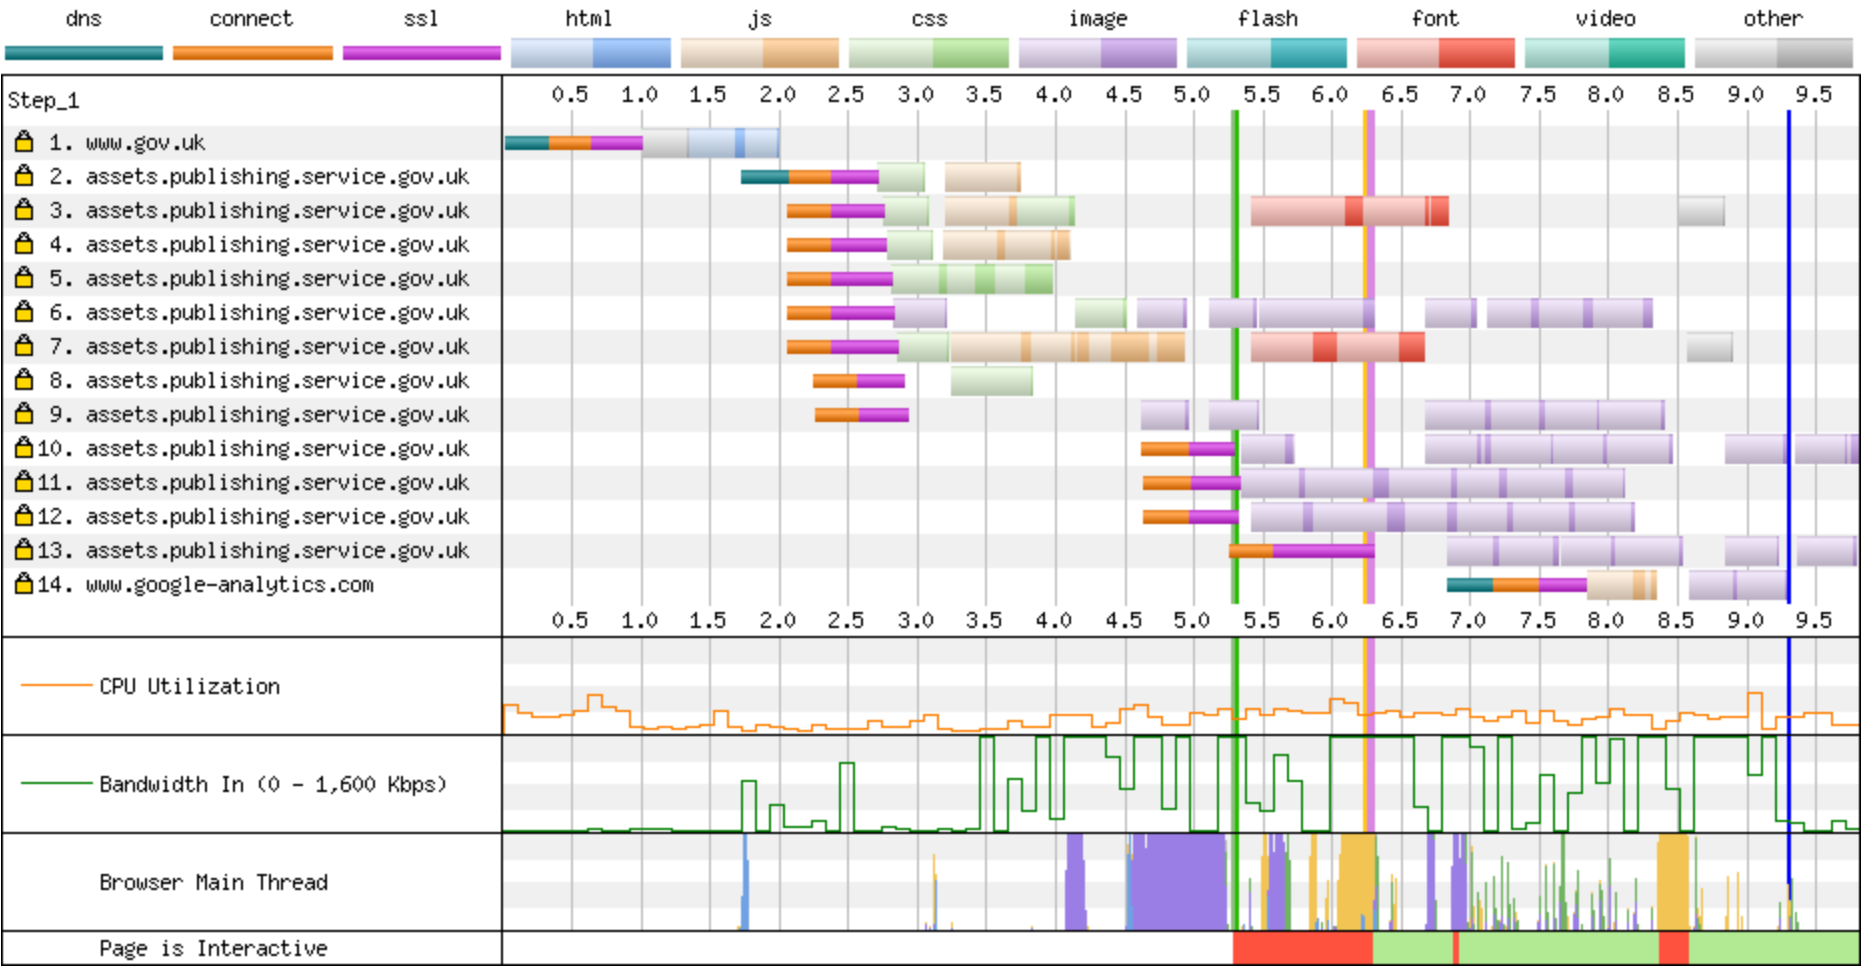 dns connect ssl html js css image flash font video other
Step_1 0.5 1.0 1.5 2.0 2.5 3.0 3.5 4.0 4.5 5.0 5.5 6.0 6.5 7.0 7.5 8.0 8.5 9.0 9.5
1. www.gov.uk
2. assets.publishing.service.gov.uk
3. assets.publishing.service.gov.uk
4. assets.publishing.service.gov.uk
5. assets.publishing.service.gov.uk
6. assets.publishing.service.gov.uk
7. assets.publishing.service.gov.uk
8. assets.publishing.service.gov.uk
9. assets.publishing.service.gov.uk
10. assets.publishing.service.gov.uk
11. assets.publishing.service.gov.uk
12. assets.publishing.service.gov.uk
13. assets.publishing.service.gov.uk
14. www.google-analytics.com
0.5 1.0 1.5 2.0 2.5 3.0 3.5 4.0 4.5 5.0 5.5 6.0 6.5 7.0 7.5 8.0 8.5 9.0 9.5
CPU Utilization
Bandwidth In (0 - 1,600 Kbps)
Browser Main Thread
Page is Interactive